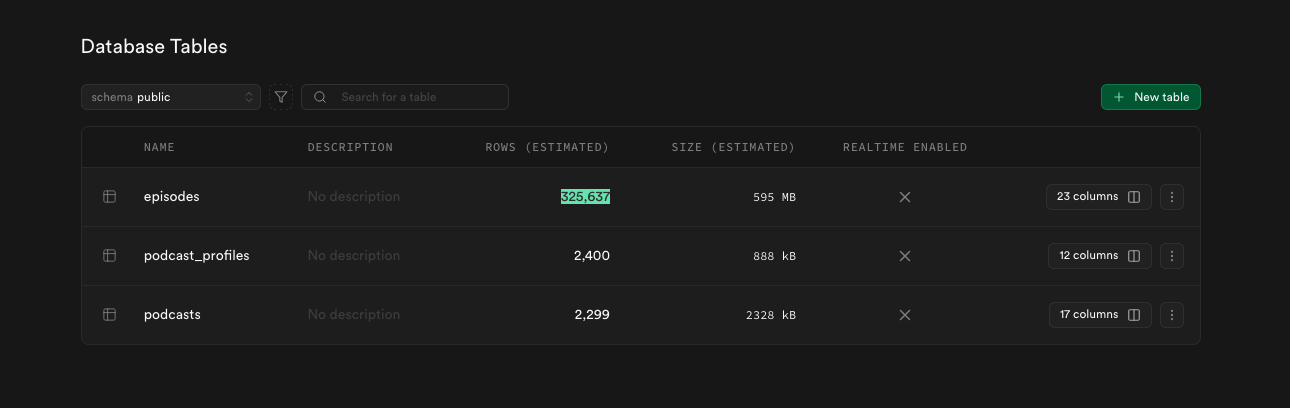 Database Tables
schema public Search for a table New table
NAME DESCRIPTION ROWS (ESTIMATED) SIZE (ESTIMATED) REALTIME ENABLED
episodes No description 325,637 595 MB 23 columns
podcast_profiles No description 2,400 888 kB 12 columns
podcasts No description 2,299 2328 kB 17 columns